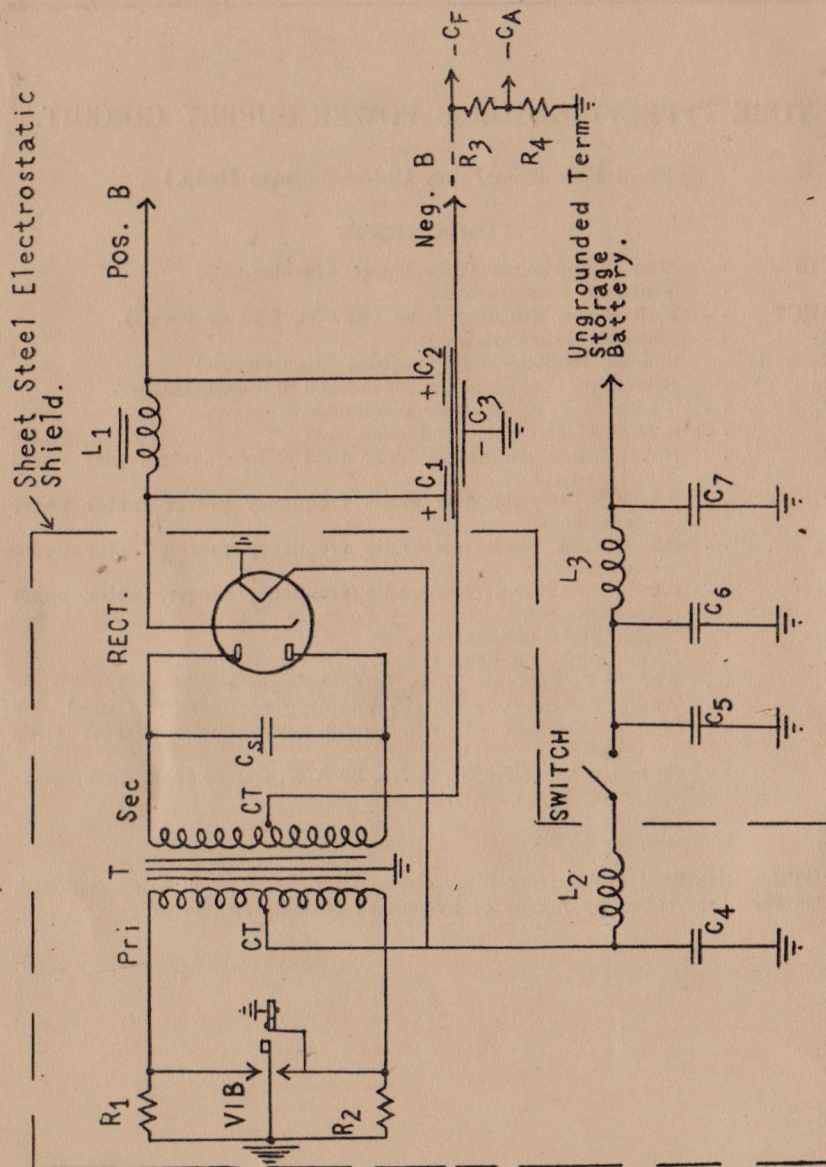 Sheet Steel Electrostatic
Shield.
L1
R1
Pri
T
Sec
RECT.
Pos. B
VIB
CT
CT
CS
R2
+ C1
+ C2
- C3
Neg. B
-CF
R3
-CA
R4
SWITCH
Ungrounded Term
Storage
Battery.
L2
L3
C4
C5
C6
C7